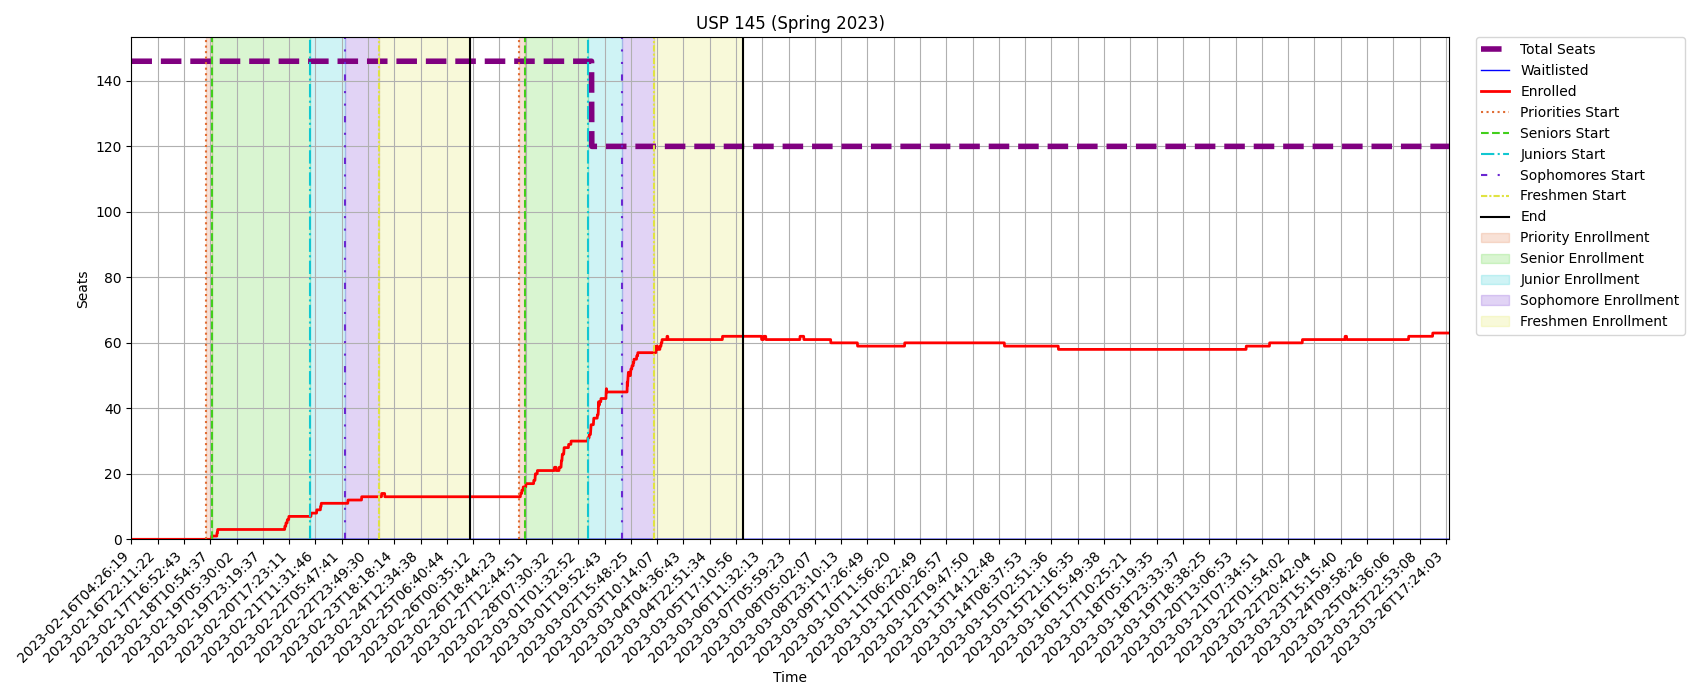 USP 145 (Spring 2023)
Seats
140
120
100
80
60
40
20
0
2023-02-16T04:26:19
2023-02-16T22:11:22
2023-02-17T16:52:43
2023-02-18T10:54:37
2023-02-19T05:30:02
2023-02-19T23:19:37
2023-02-20T17:23:11
2023-02-21T11:31:46
2023-02-22T05:47:41
2023-02-22T23:49:30
2023-02-23T18:18:14
2023-02-24T12:34:38
2023-02-25T06:40:44
2023-02-26T00:35:12
2023-02-26T18:44:23
2023-02-27T12:44:51
2023-02-28T07:30:32
2023-03-01T01:32:52
2023-03-01T19:52:43
2023-03-02T15:48:25
2023-03-03T10:14:07
2023-03-04T04:36:43
2023-03-04T22:51:34
2023-03-05T17:10:56
2023-03-06T11:32:13
2023-03-07T05:59:23
2023-03-08T05:02:07
2023-03-08T23:10:13
2023-03-09T17:26:49
2023-03-10T11:56:20
2023-03-11T06:22:49
2023-03-12T00:26:57
2023-03-12T19:47:50
2023-03-13T14:12:48
2023-03-14T08:37:53
2023-03-15T02:51:36
2023-03-15T21:16:35
2023-03-16T15:49:38
2023-03-17T10:25:21
2023-03-18T05:19:35
2023-03-18T23:33:37
2023-03-19T18:38:25
2023-03-20T13:06:53
2023-03-21T07:34:51
2023-03-22T01:54:02
2023-03-22T20:42:04
2023-03-23T15:15:40
2023-03-24T09:58:26
2023-03-25T04:36:06
2023-03-25T22:53:08
2023-03-26T17:24:03
Time
Total Seats
Waitlisted
Enrolled
Priorities Start
Seniors Start
Juniors Start
Sophomores Start
Freshmen Start
End
Priority Enrollment
Senior Enrollment
Junior Enrollment
Sophomore Enrollment
Freshmen Enrollment